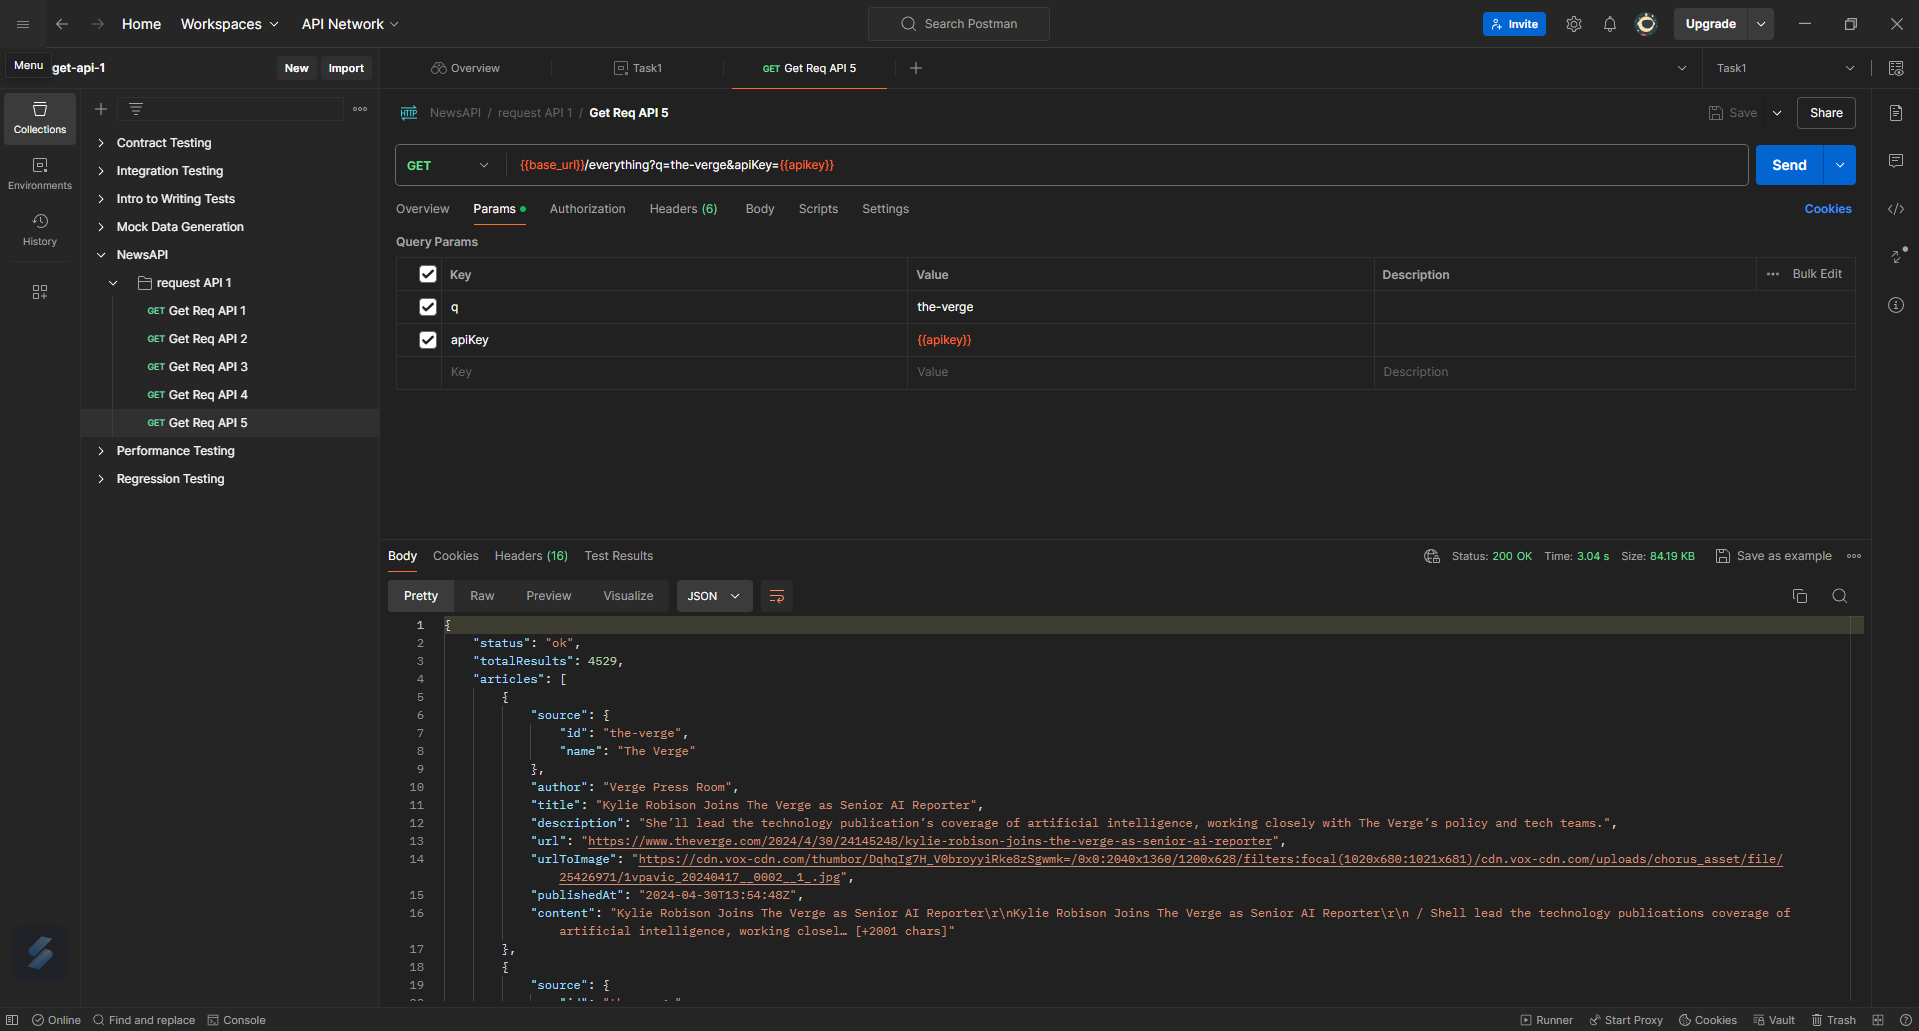 Home Workspaces API Network Search Postman Invite Upgrade
Menu get-api-1 New Import Overview Task1 GET Get Req API 5 Task1
Collections
Environments
History
Contract Testing
Integration Testing
Intro to Writing Tests
Mock Data Generation
NewsAPI
request API 1
GET Get Req API 1
GET Get Req API 2
GET Get Req API 3
GET Get Req API 4
GET Get Req API 5
Performance Testing
Regression Testing
HTTP NewsAPI / request API 1 / Get Req API 5 Save Share
GET {{base_url}}/everything?q=the-verge&apiKey={{apikey}} Send
Overview Params Authorization Headers (6) Body Scripts Settings Cookies
Query Params
Key Value Description Bulk Edit
q the-verge
apiKey {{apikey}}
Key Value Description
Body Cookies Headers (16) Test Results Status: 200 OK Time: 3.04 s Size: 84.19 KB Save as example
Pretty Raw Preview Visualize JSON
1 {
2 "status": "ok",
3 "totalResults": 4529,
4 "articles": [
5 {
6 "source": {
7 "id": "the-verge",
8 "name": "The Verge"
9 },
10 "author": "Verge Press Room",
11 "title": "Kylie Robison Joins The Verge as Senior AI Reporter",
12 "description": "She’ll lead the technology publication’s coverage of artificial intelligence, working closely with The Verge’s policy and tech teams.",
13 "url": "https://www.theverge.com/2024/4/30/24145248/kylie-robison-joins-the-verge-as-senior-ai-reporter",
14 "urlToImage": "https://cdn.vox-cdn.com/thumbor/DqhqIg7H_V0broyyiRke8zSgwmk=/0x0:2040x1360/1200x628/filters:focal(1020x680:1021x681)/cdn.vox-cdn.com/uploads/chorus_asset/file/
25426971/1vpavic_20240417__0002__1_.jpg",
15 "publishedAt": "2024-04-30T13:54:48Z",
16 "content": "Kylie Robison Joins The Verge as Senior AI Reporter\r\nKylie Robison Joins The Verge as Senior AI Reporter\r\n / Shell lead the technology publications coverage of
artificial intelligence, working closel… [+2001 chars]"
17 },
18 {
19 "source": {
Online Find and replace Console Runner Start Proxy Cookies Vault Trash